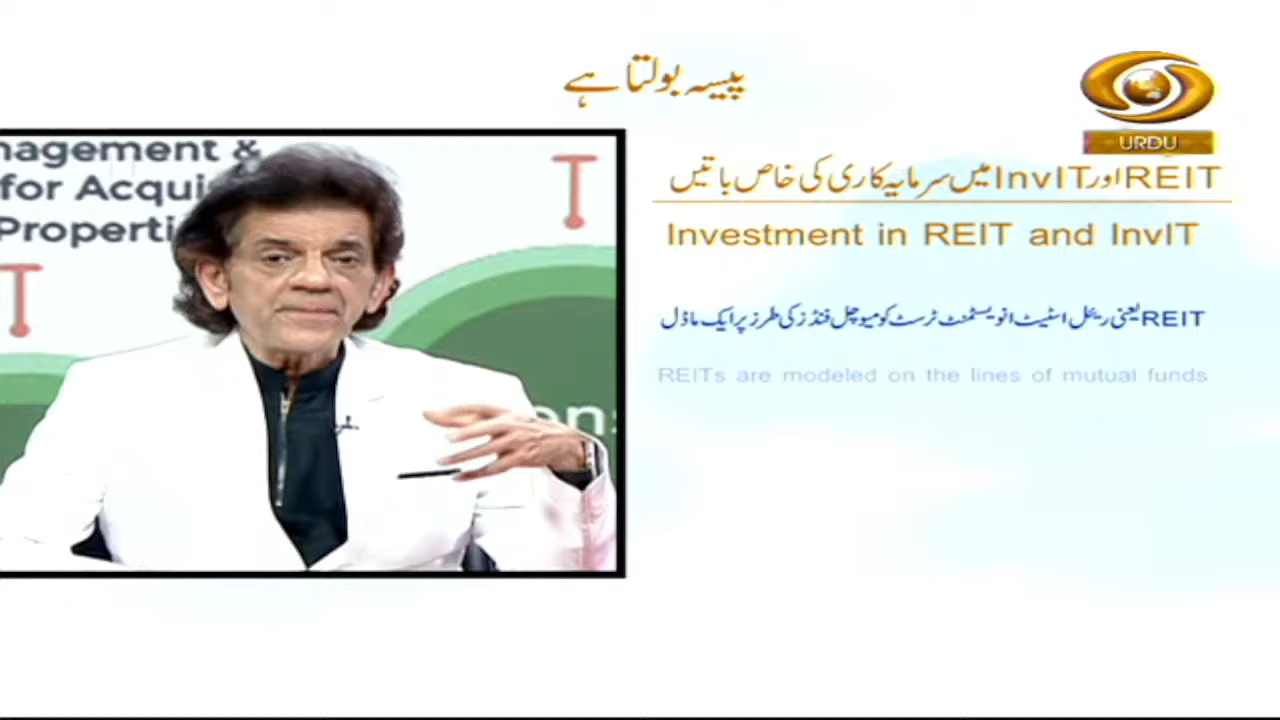 پیسہ بولتا ہے
URDU
REIT اور InvIT میں سرمایہ کاری کی خاص باتیں
Investment in REIT and InvIT
REIT یعنی ریئل اسٹیٹ انویسٹمنٹ ٹرسٹ کو میوچل فنڈز کی طرز پر ایک ماڈل
REITs are modeled on the lines of mutual funds
nagement &
for Acquis
Properti
ons